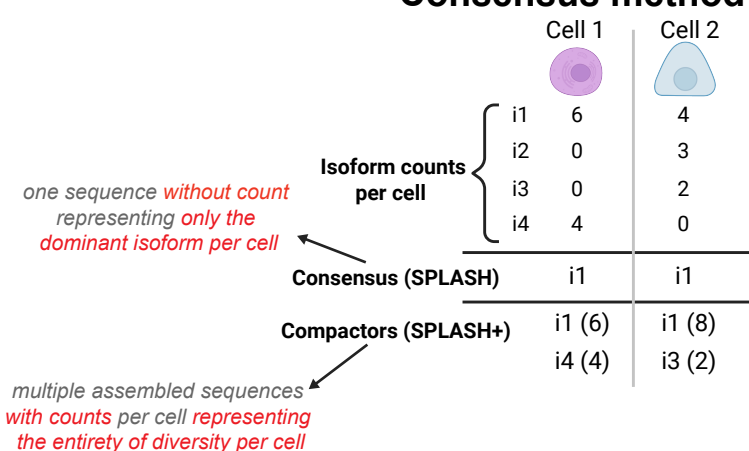 Consensus method
Cell 1 Cell 2
i1 6 4
i2 0 3
Isoform counts
per cell
i3 0 2
i4 4 0
one sequence without count
representing only the
dominant isoform per cell
Consensus (SPLASH) i1 i1
Compactors (SPLASH+) i1 (6) i1 (8)
i4 (4) i3 (2)
multiple assembled sequences
with counts per cell representing
the entirety of diversity per cell